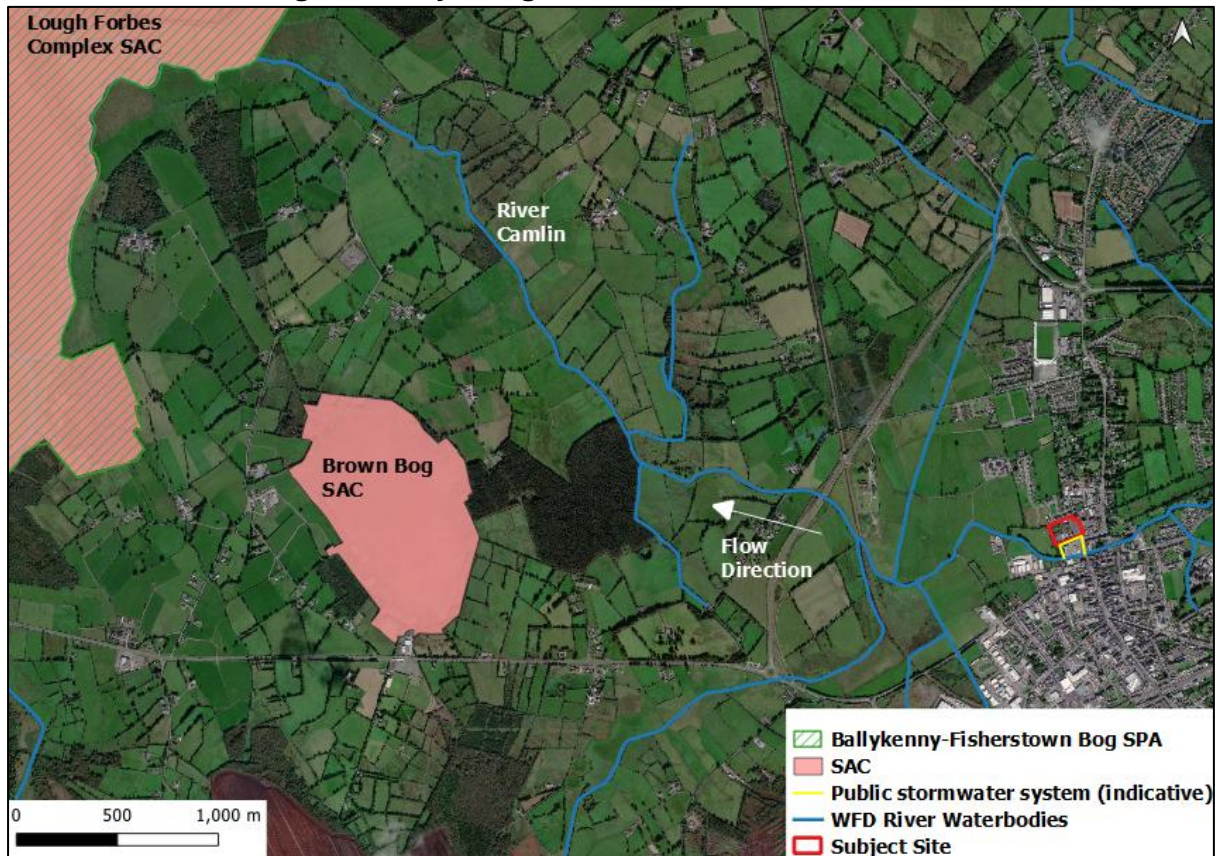 Lough Forbes
Complex SAC
River
Camlin
Brown Bog
SAC
Flow
Direction
Ballykenny-Fisherstown Bog SPA
SAC
Public stormwater system (indicative)
WFD River Waterbodies
Subject Site
0 500 1,000 m